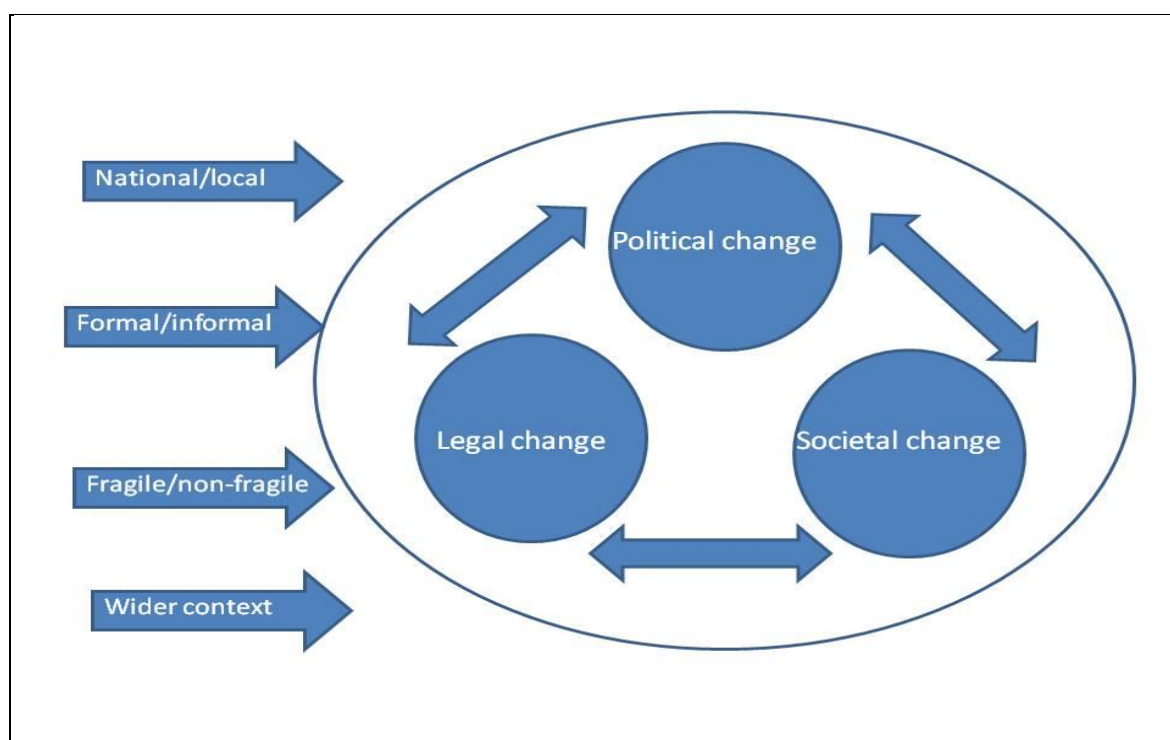 National/local
Formal/informal
Fragile/non-fragile
Wider context
Political change
Legal change
Societal change